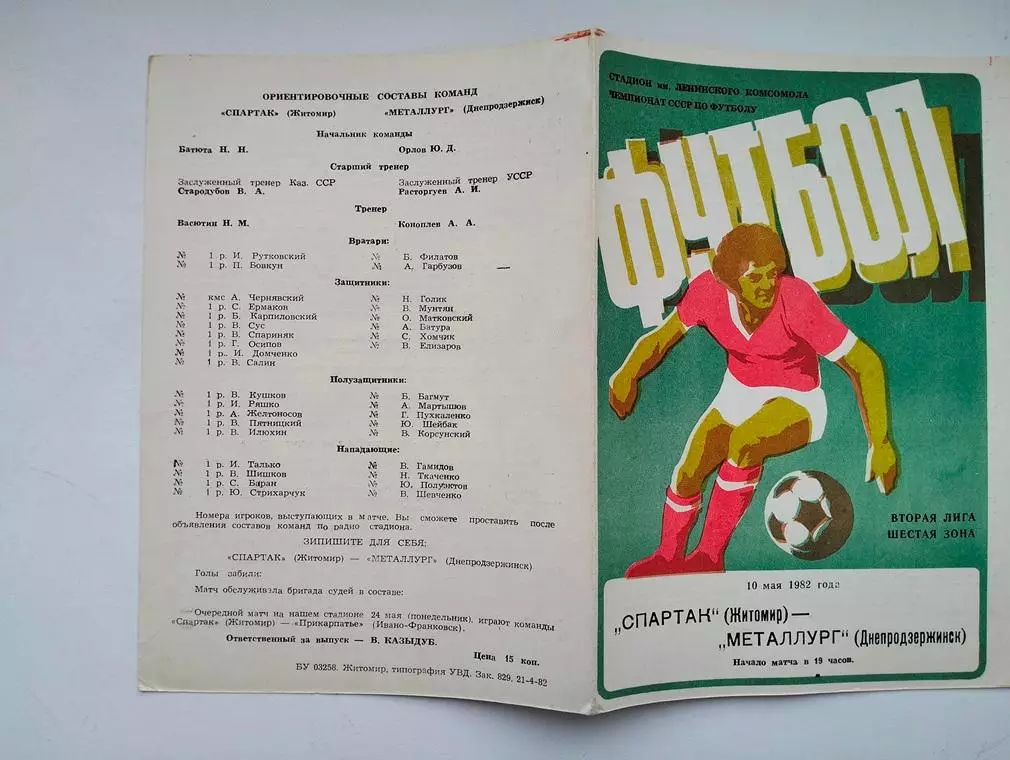 ОРИЕНТИРОВОЧНЫЕ СОСТАВЫ КОМАНД
«СПАРТАК» (Житомир) «МЕТАЛЛУРГ» (Днепродзержинск)
Начальник команды
Батюта Н. Н. Орлов Ю. Д.
Старший тренер
Заслуженный тренер Каз. ССР Заслуженный тренер УССР
Стародубов В. А. Расторгуев А. И.
Тренер
Васютин Н. М. Коноплев А. А.
Вратари:
№ 1 р. И. Рутковский № Б. Филатов
№ 1 р. П. Бовкун № А. Гарбузов —
Защитники:
№ кмс А. Чернявский № Н. Голик
№ 1 р. С. Ермаков № В. Мунтян
№ 1 р. Б. Карпиловский № О. Матковский
№ 1 р. В. Сус № А. Батура
№ 1 р. В. Спариняк № С. Хомчик
№ 1 р. Г. Осипов № В. Елизаров
№ 1 р.. И. Домченко
№ 1 р. В. Салин
Полузащитники:
№ 1 р. В. Кушков № Б. Багмут
№ 1 р. И. Ряшко № А. Мартышов
№ 1 р. А. Желтоносов № Г. Пухкаленко
№ 1 р. В. Пятницкий № Ю. Шейбак
№ 1 р. В. Илюхин № В. Корсунский
Нападающие:
№ 1 р. И. Талько № В. Гамидов
№ 1 р. В. Шишков № Н. Ткаченко
№ 1 р. С. Баран № Ю. Полуэктов
№ 1 р. Ю. Стрихарчук № В. Шевченко
Номера игроков, выступающих в матче, Вы сможете проставить после
объявления составов команд по радио стадиона.
ЗИПИШИТЕ ДЛЯ СЕБЯ:
«СПАРТАК» (Житомир) — «МЕТАЛЛУРГ» (Днепродзержинск)
Голы забили:
Матч обслуживала бригада судей в составе:
Очередной матч на нашем стадионе 24 мая (понедельник), играют команды
«Спартак» (Житомир) — «Прикарпатье» (Ивано-Франковск).
Ответственный за выпуск — В. КАЗЫДУБ.
Цена 15 коп.
БУ 03258. Житомир, типография УВД. Зак. 829. 21-4-82
СТАДИОН им. ЛЕНИНСКОГО КОМСОМОЛА
ЧЕМПИОНАТ СССР ПО ФУТБОЛУ
ФУТБОЛ
ВТОРАЯ ЛИГА
ШЕСТАЯ ЗОНА
10 мая 1982 года
„СПАРТАК" (Житомир) —
„МЕТАЛЛУРГ" (Днепродзержинск)
Начало матча в 19 часов.